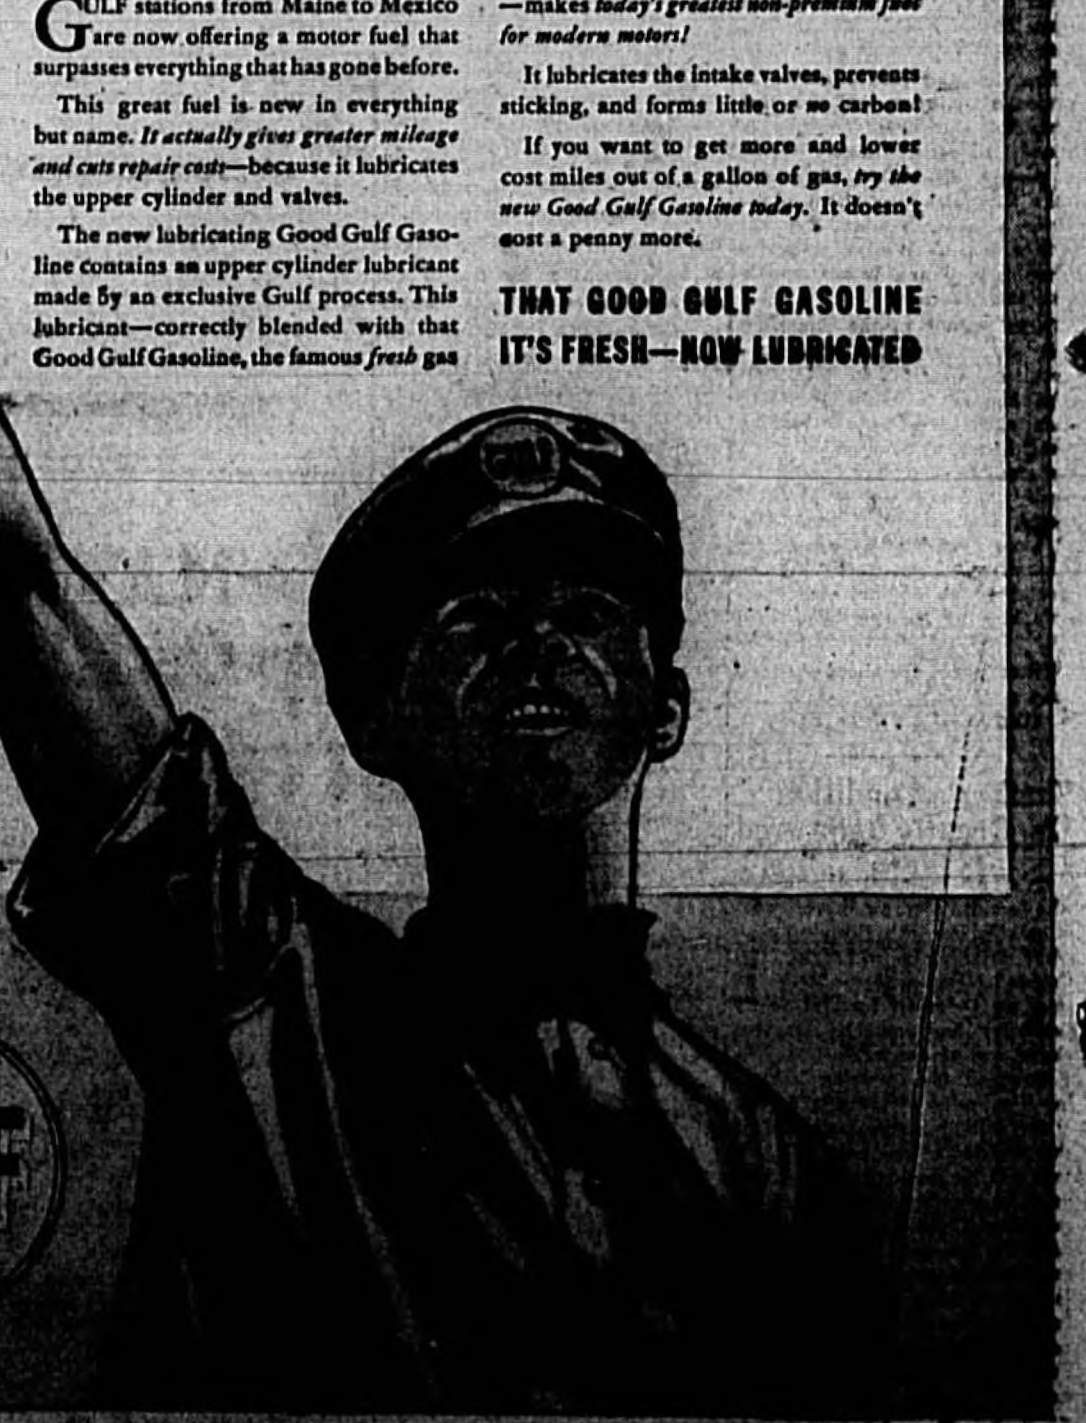 GULF stations from Maine to Mexico
are now offering a motor fuel that
surpasses everything that has gone before.
This great fuel is new in everything
but name. It actually gives greater mileage
and cuts repair costs—because it lubricates
the upper cylinder and valves.
The new lubricating Good Gulf Gaso-
line contains an upper cylinder lubricant
made by an exclusive Gulf process. This
lubricant—correctly blended with that
Good Gulf Gasoline, the famous fresh gas
—makes today's greatest non-premium fuel
for modern motors!
It lubricates the intake valves, prevents
sticking, and forms little or no carbon!
If you want to get more and lower
cost miles out of a gallon of gas, try the
new Good Gulf Gasoline today. It doesn't
cost a penny more.
THAT GOOD GULF GASOLINE
IT'S FRESH—NOW LUBRICATED
GULF
F